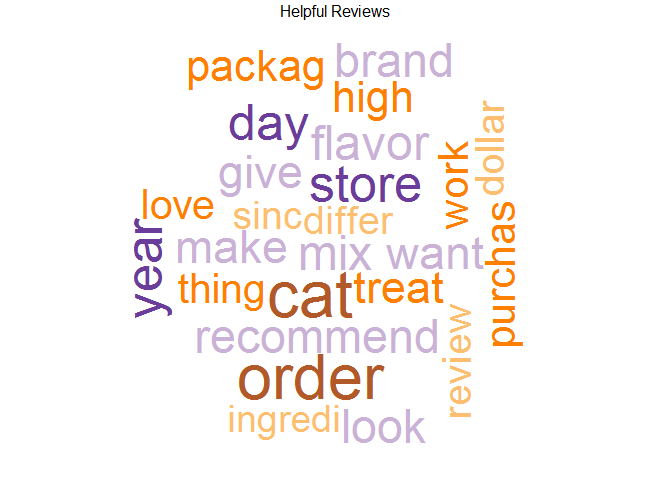 Helpful Reviews
packag brand
high
day flavor
dollar
give store
work
love sinc differ
purchas
year
make mix want
thing cat treat
recommend
review
order
ingredi look